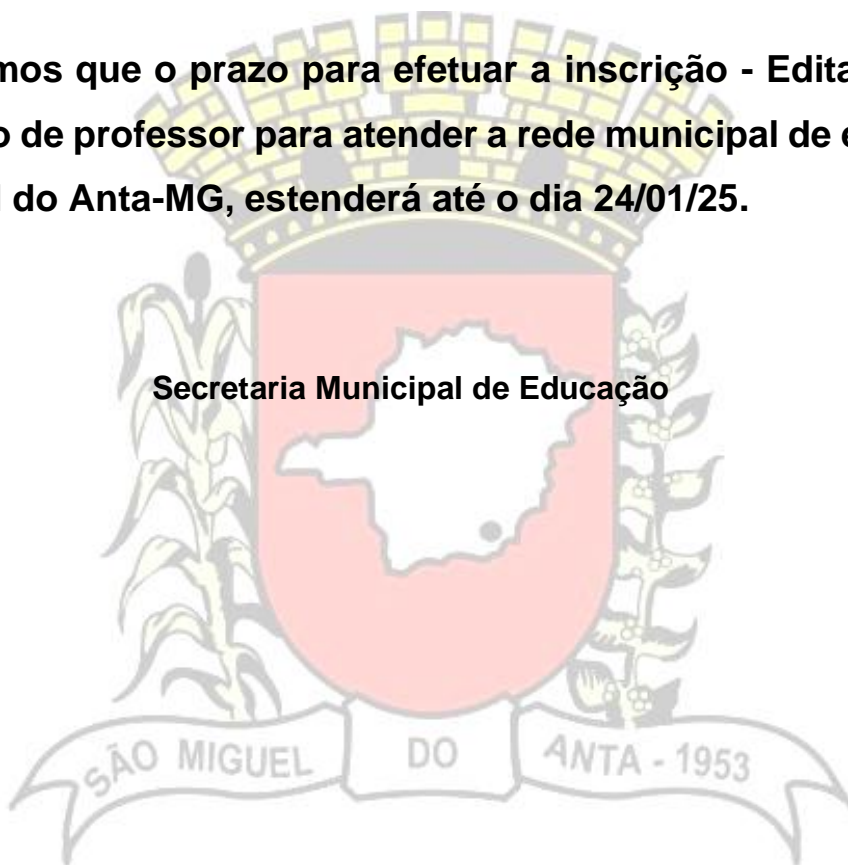 mos que o prazo para efetuar a inscrição - Edita
o de professor para atender a rede municipal de e
l do Anta-MG, estenderá até o dia 24/01/25.
Secretaria Municipal de Educação
SÃO MIGUEL DO ANTA - 1953